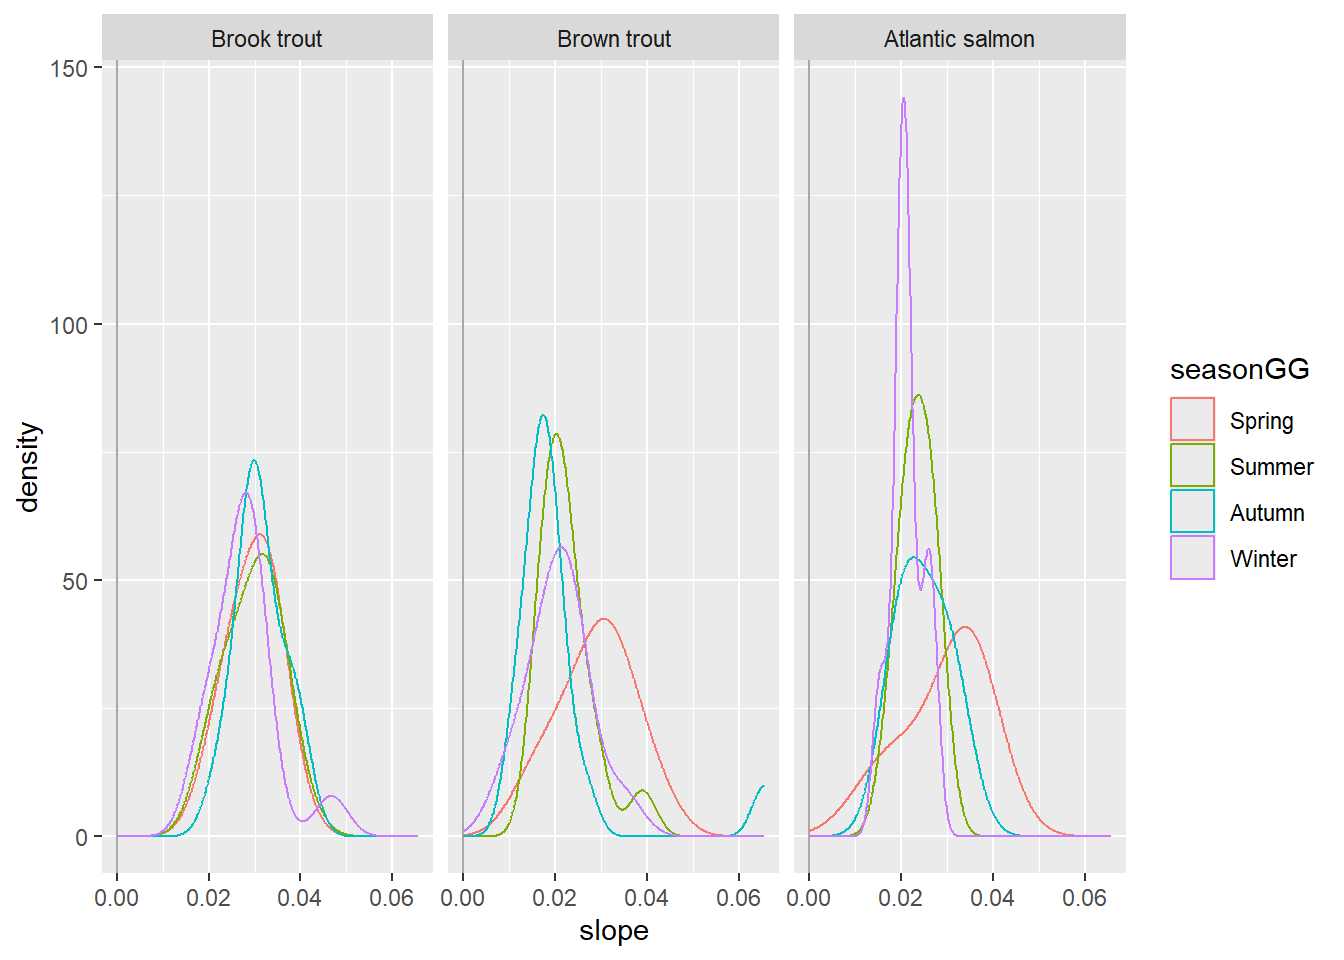 Brook trout
Brown trout
Atlantic salmon
150
100
50
0
density
0.00 0.02 0.04 0.06
0.00 0.02 0.04 0.06
0.00 0.02 0.04 0.06
slope
seasonGG
Spring
Summer
Autumn
Winter